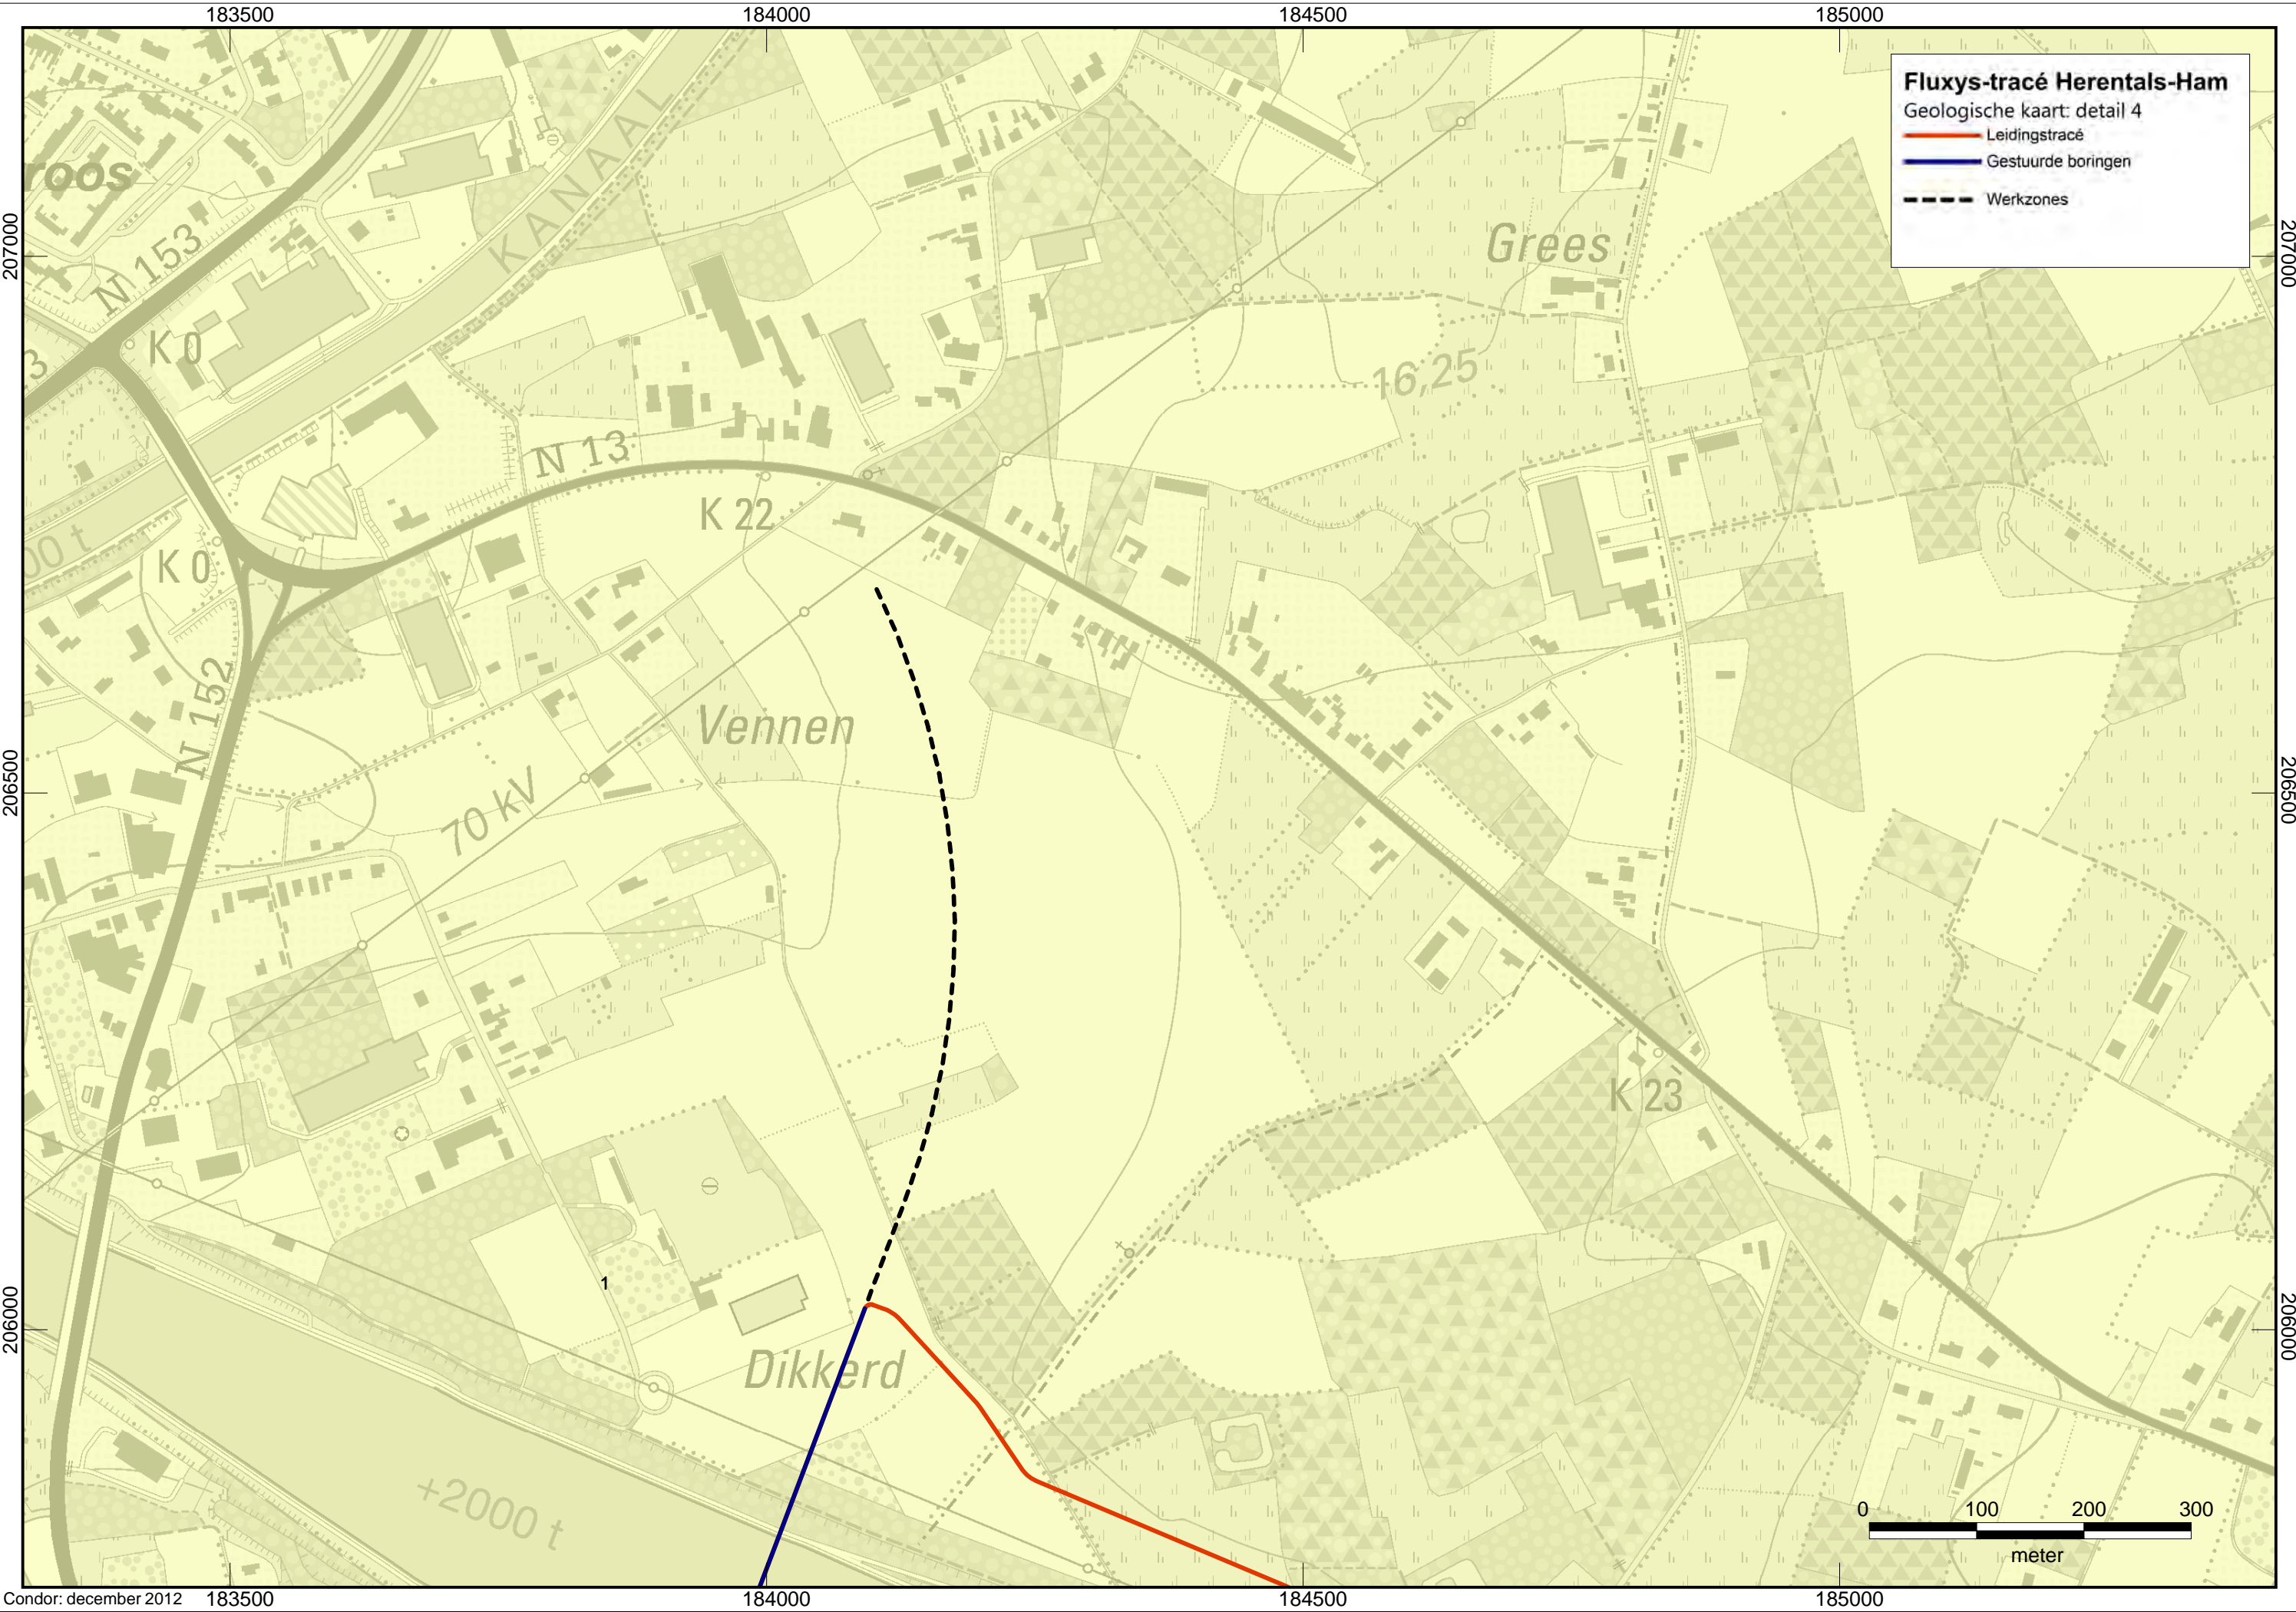 183500
184000
184500
185000
Fluxys-tracé Herentals-Ham
Geologische kaart: detail 4
Leidingstracé
Gestuurde boringen
Werkzones
KANAAL
roos
207000
207000
N 153
Grees
K 0
3
16,25
N 13
K 22
00 t
K 0
N 152
Vennen
206500
206500
70 kV
K 23
1
206000
206000
Dikkerd
+2000 t
0 100 200 300
meter
Condor: december 2012
183500
184000
184500
185000